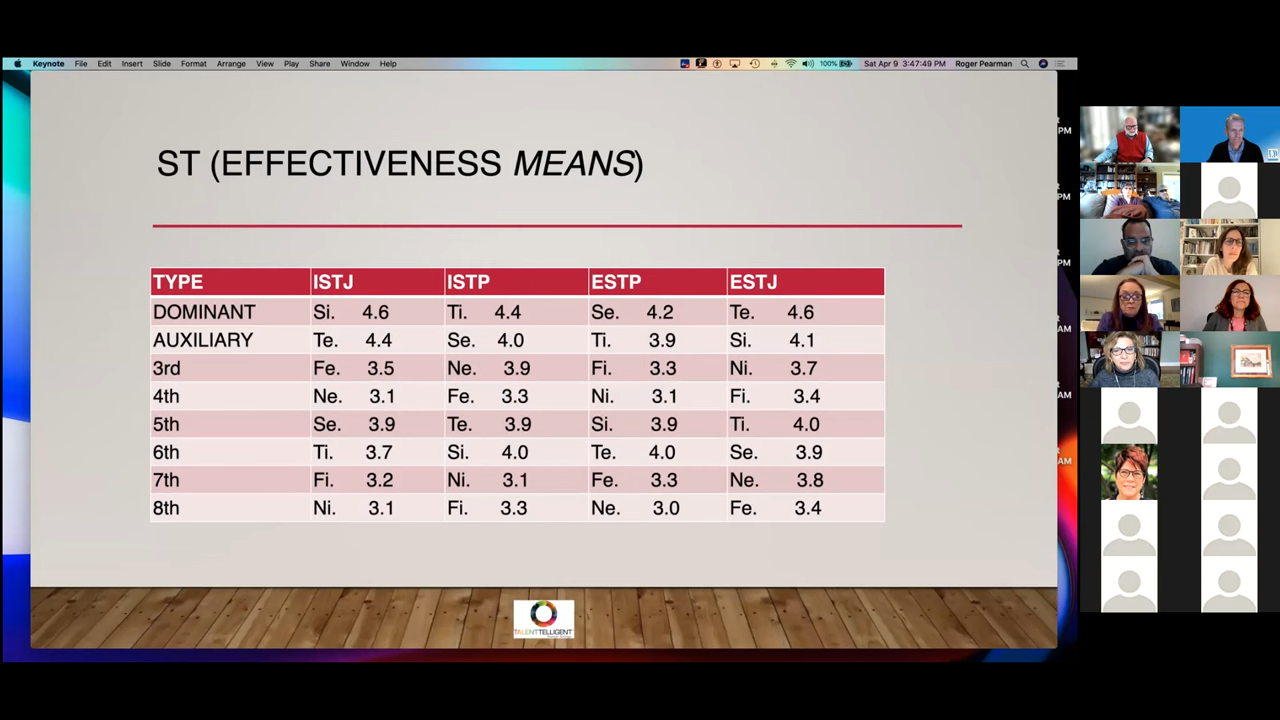 Keynote File Edit Insert Slide Format Arrange View Play Share Window Help 100% Sat Apr 9 3:47:49 PM Roger Pearman
ST (EFFECTIVENESS MEANS)
TYPE ISTJ ISTP ESTP ESTJ
DOMINANT Si. 4.6 Ti. 4.4 Se. 4.2 Te. 4.6
AUXILIARY Te. 4.4 Se. 4.0 Ti. 3.9 Si. 4.1
3rd Fe. 3.5 Ne. 3.9 Fi. 3.3 Ni. 3.7
4th Ne. 3.1 Fe. 3.3 Ni. 3.1 Fi. 3.4
5th Se. 3.9 Te. 3.9 Si. 3.9 Ti. 4.0
6th Ti. 3.7 Si. 4.0 Te. 4.0 Se. 3.9
7th Fi. 3.2 Ni. 3.1 Fe. 3.3 Ne. 3.8
8th Ni. 3.1 Fi. 3.3 Ne. 3.0 Fe. 3.4
TALENTTELLIGENT
t
PM
t
PM
t
PM
t
AM
t
AM
t
AM